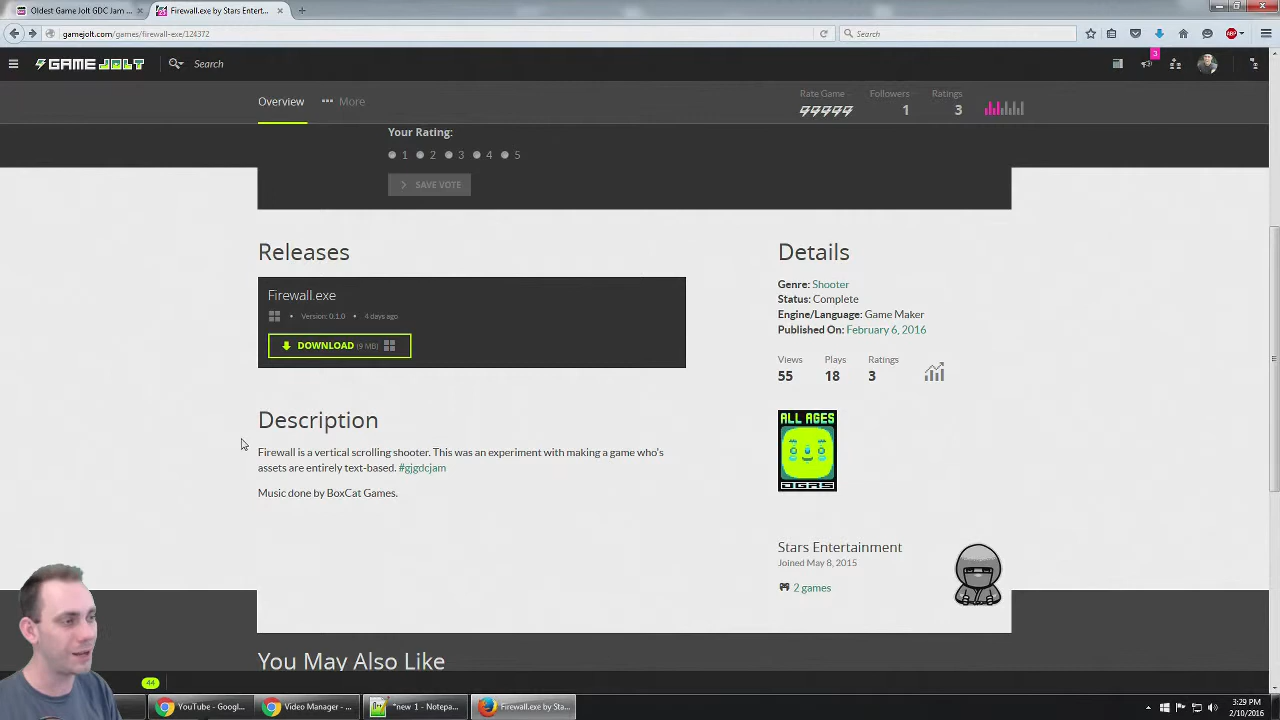 Oldest Game Jolt GDC Jam ...
Firewall.exe by Stars Entert...
gamejolt.com/games/firewall-exe/124372
Search
GAME JOLT
Search
3
Overview
More
Rate Game
Followers
1
Ratings
3
Your Rating:
1 2 3 4 5
SAVE VOTE
Releases
Firewall.exe
Version: 0.1.0 • 4 days ago
DOWNLOAD (9 MB)
Description
Firewall is a vertical scrolling shooter. This was an experiment with making a game who's
assets are entirely text-based. #gjgdcjam
Music done by BoxCat Games.
Details
Genre: Shooter
Status: Complete
Engine/Language: Game Maker
Published On: February 6, 2016
Views
55
Plays
18
Ratings
3
ALL AGES
Stars Entertainment
Joined May 8, 2015
2 games
You May Also Like
44
YouTube - Googl...
Video Manager - ...
*new 1 - Notepa...
Firewall.exe by Sta...
3:29 PM
2/10/2016